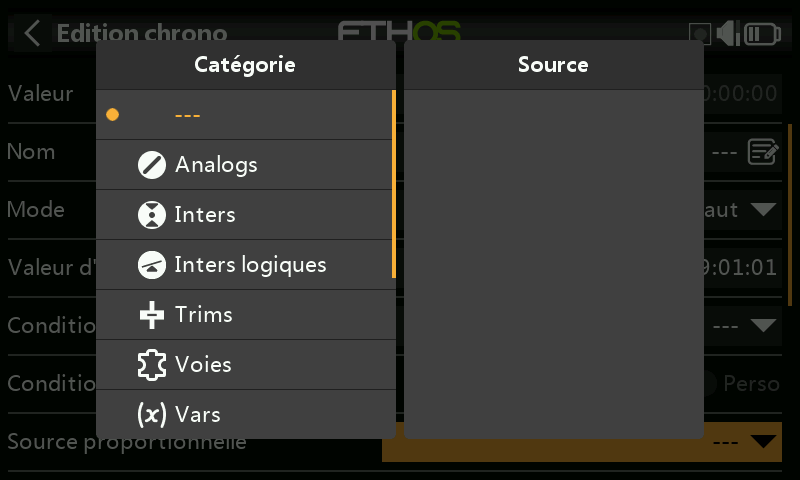 Edition chrono
ETHOS
Catégorie
Source
---
Analogs
Inters
Inters logiques
Trims
Voies
(x) Vars
Valeur 0:00:00
Nom ---
Mode aut
Valeur d' 9:01:01
Conditio ---
Conditio Perso
Source proportionnelle ---